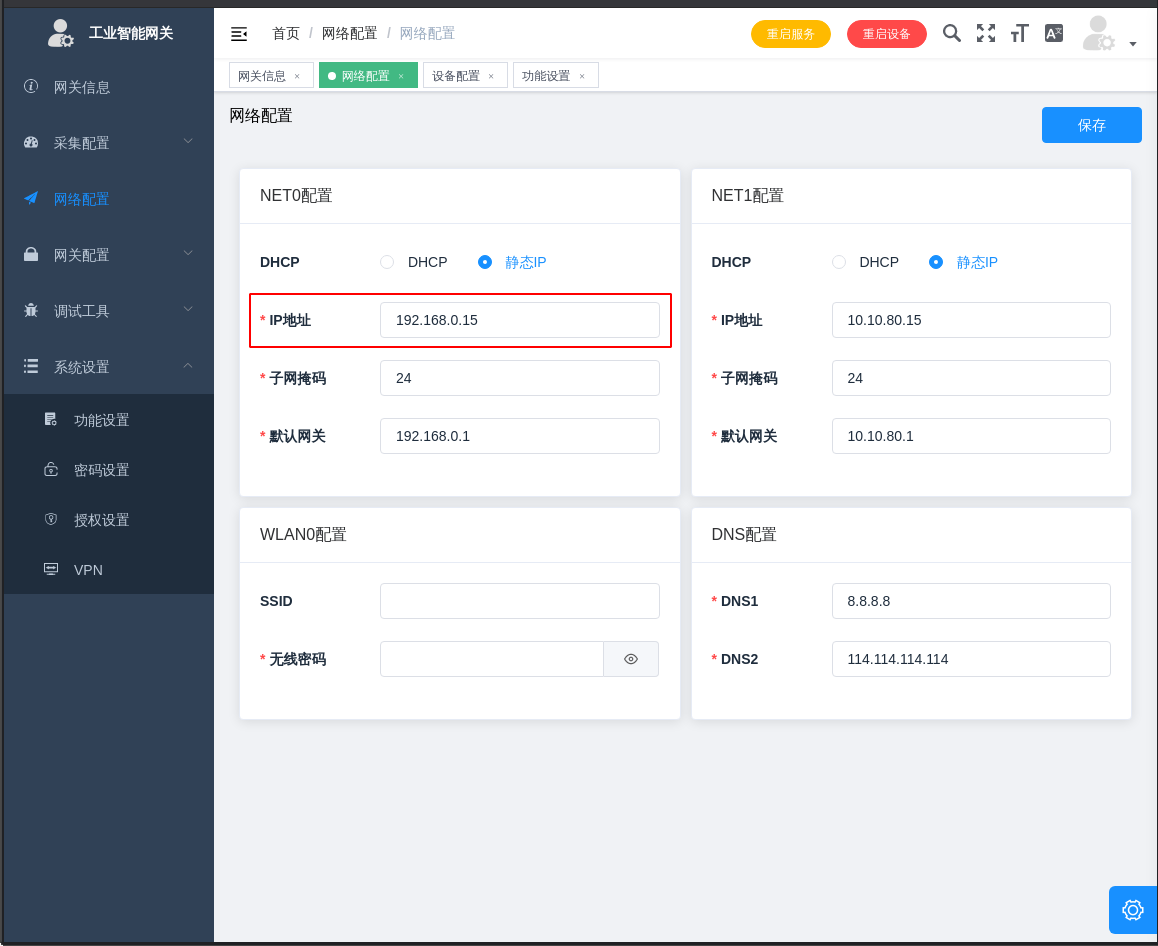 工业智能网关
网关信息
采集配置
网络配置
网关配置
调试工具
系统设置
功能设置
密码设置
授权设置
VPN
首页 / 网络配置 / 网络配置
重启服务 重启设备
网关信息 × 网络配置 × 设备配置 × 功能设置 ×
网络配置
保存
NET0配置
DHCP DHCP 静态IP
* IP地址 192.168.0.15
* 子网掩码 24
* 默认网关 192.168.0.1
NET1配置
DHCP DHCP 静态IP
* IP地址 10.10.80.15
* 子网掩码 24
* 默认网关 10.10.80.1
WLAN0配置
SSID
* 无线密码
DNS配置
* DNS1 8.8.8.8
* DNS2 114.114.114.114